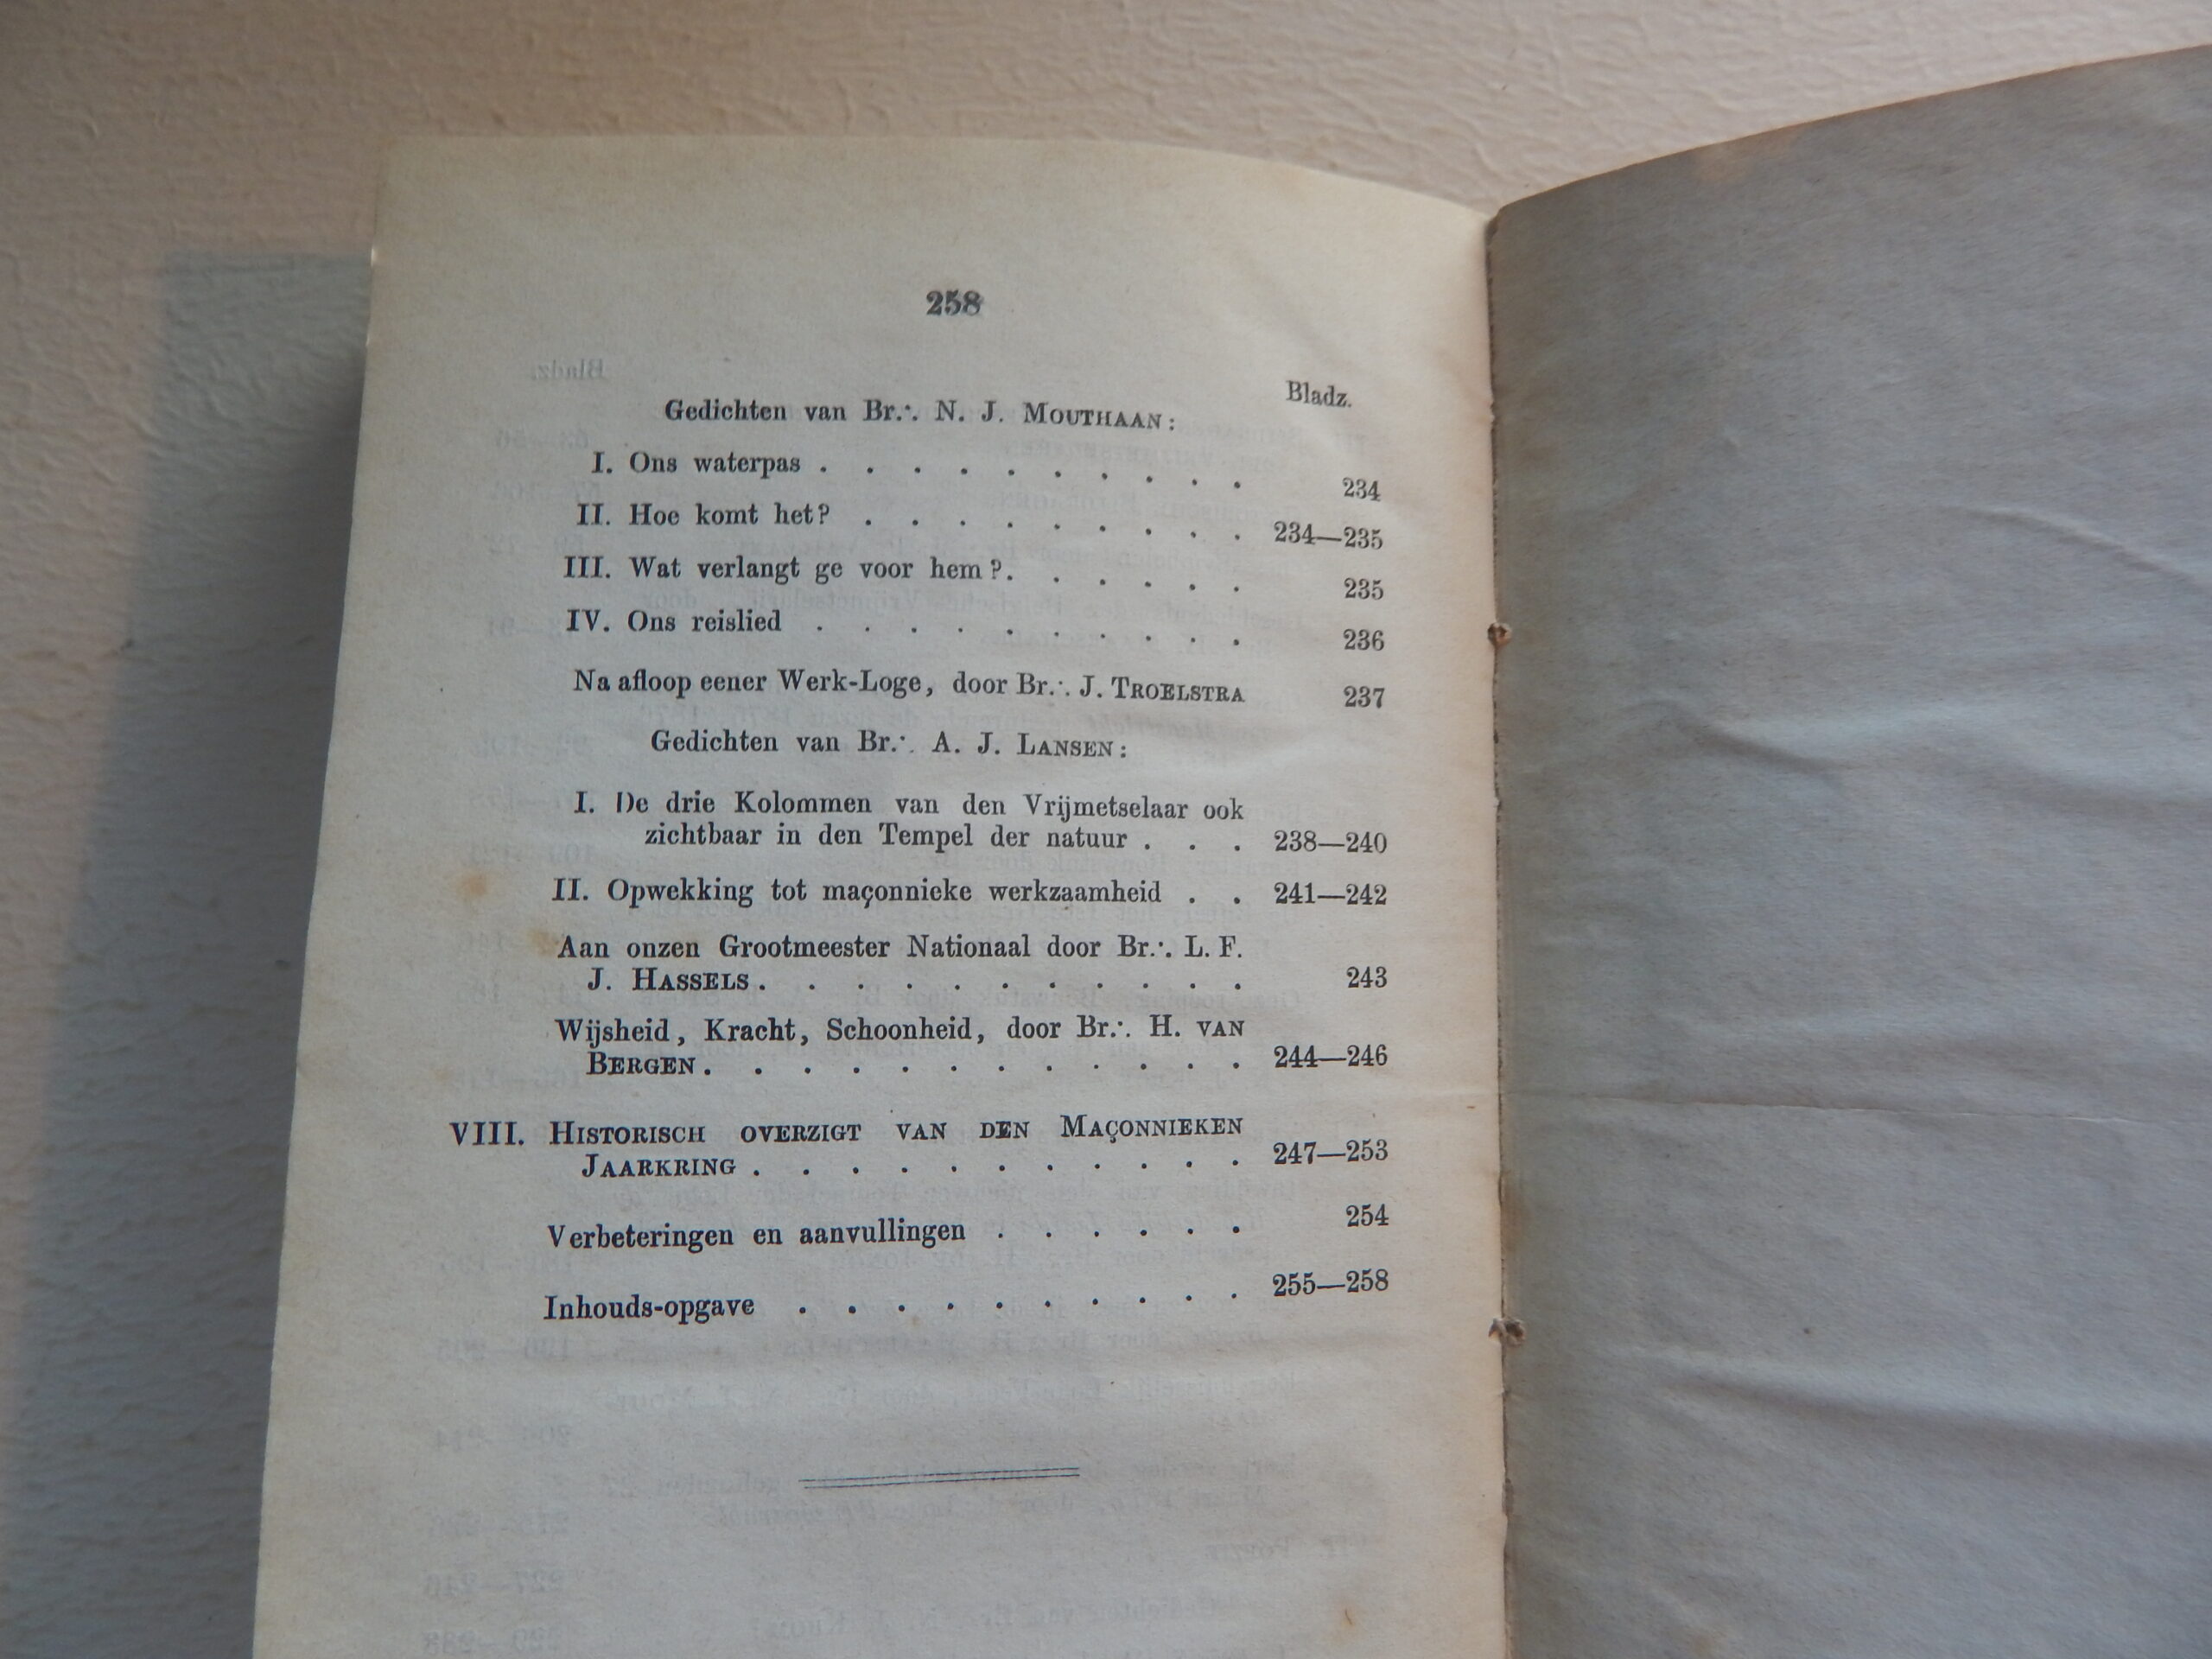 258
Bladz.
Gedichten van Br.·. N. J. MOUTHAAN:
I. Ons waterpas . . . . . . . . . . 234
II. Hoe komt het? . . . . . . . . . 234—235
III. Wat verlangt ge voor hem?. . . . . . 235
IV. Ons reislied . . . . . . . . . . 236
Na afloop eener Werk-Loge, door Br.·. J. TROELSTRA 237
Gedichten van Br.·. A. J. LANSEN:
I. De drie Kolommen van den Vrijmetselaar ook
zichtbaar in den Tempel der natuur . . . 238—240
II. Opwekking tot maçonnieke werkzaamheid . . 241—242
Aan onzen Grootmeester Nationaal door Br.·. L. F.
J. HASSELS. . . . . . . . . . . 243
Wijsheid, Kracht, Schoonheid, door Br.·. H. VAN
BERGEN. . . . . . . . . . . . 244—246
VIII. HISTORISCH OVERZIGT VAN DEN MAÇONNIEKEN
JAARKRING . . . . . . . . . . . 247—253
Verbeteringen en aanvullingen . . . . . . 254
Inhouds-opgave . . . . . . . . . . 255—258